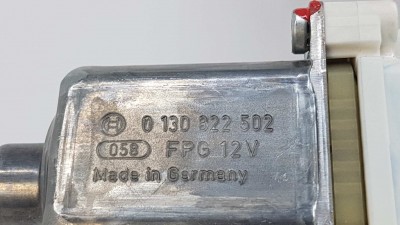 0 130 822 502
058 FPG 12V
Made in Germany